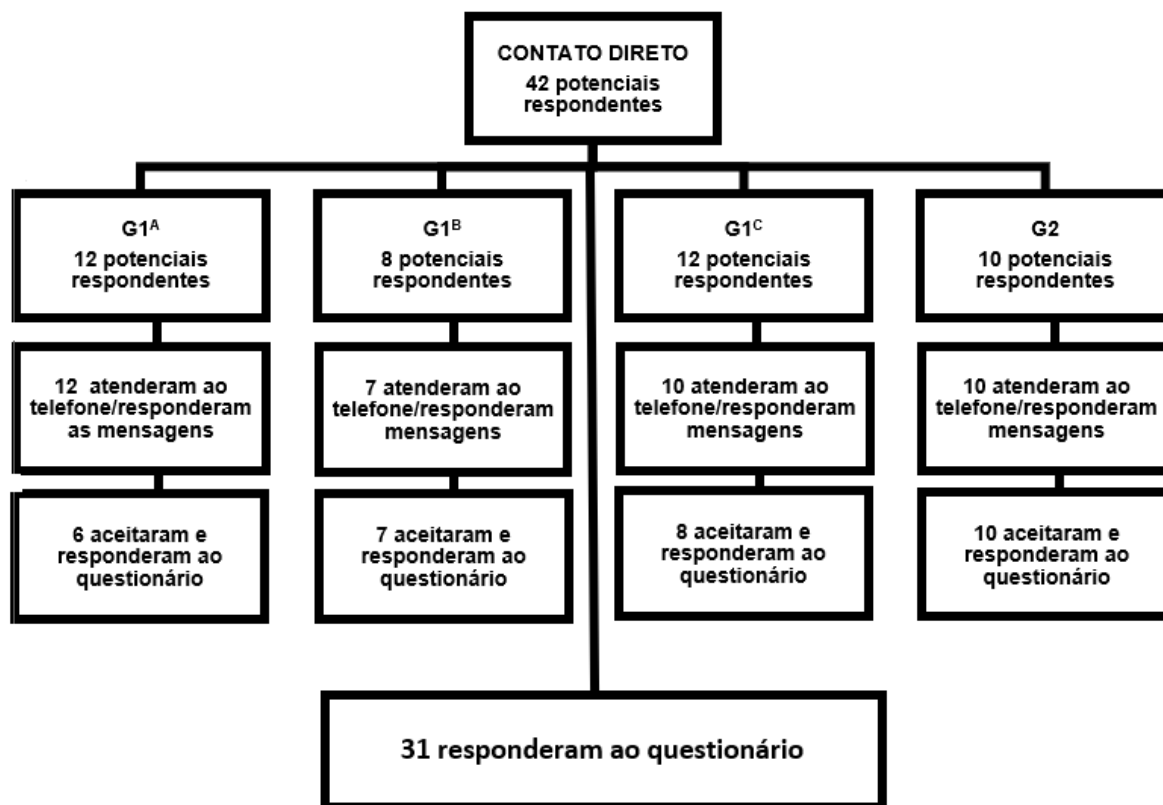 CONTATO DIRETO
42 potenciais
respondentes
G1ᴬ
12 potenciais
respondentes
G1ᴮ
8 potenciais
respondentes
G1ᶜ
12 potenciais
respondentes
G2
10 potenciais
respondentes
12 atenderam ao
telefone/responderam
as mensagens
7 atenderam ao
telefone/responderam
mensagens
10 atenderam ao
telefone/responderam
mensagens
10 atenderam ao
telefone/responderam
mensagens
6 aceitaram e
responderam ao
questionário
7 aceitaram e
responderam ao
questionário
8 aceitaram e
responderam ao
questionário
10 aceitaram e
responderam ao
questionário
31 responderam ao questionário